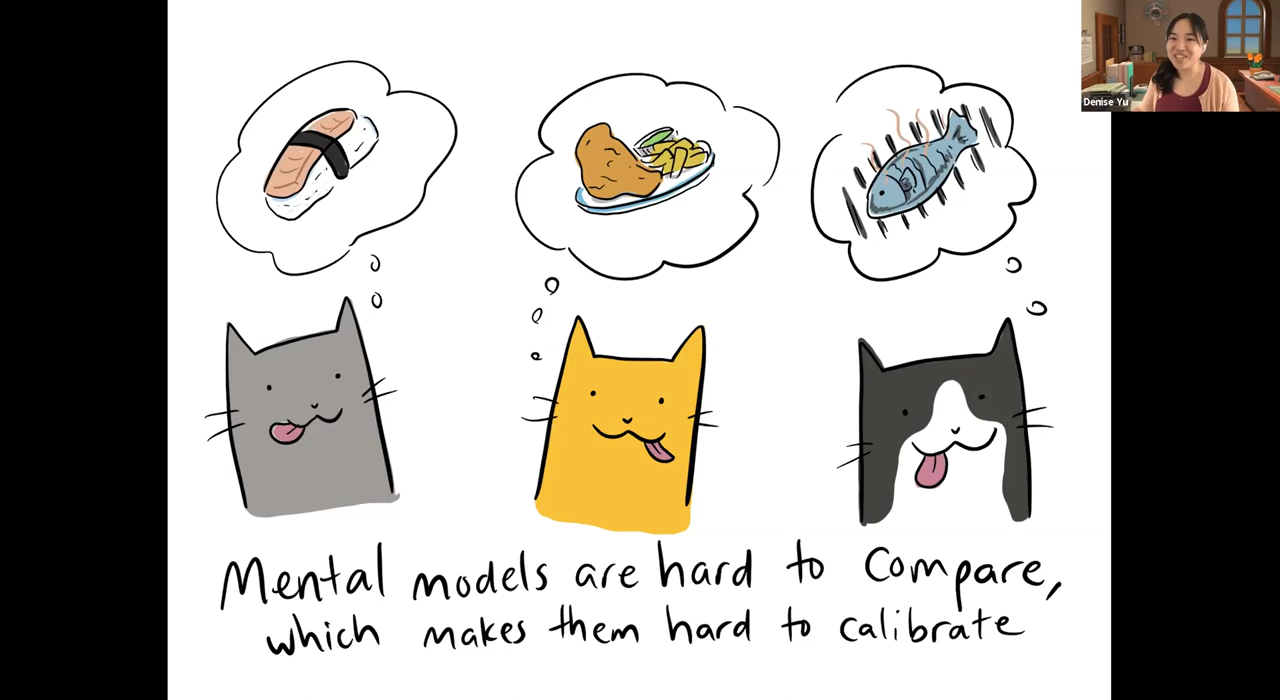 Denise Yu
Mental models are hard to compare,
which makes them hard to calibrate